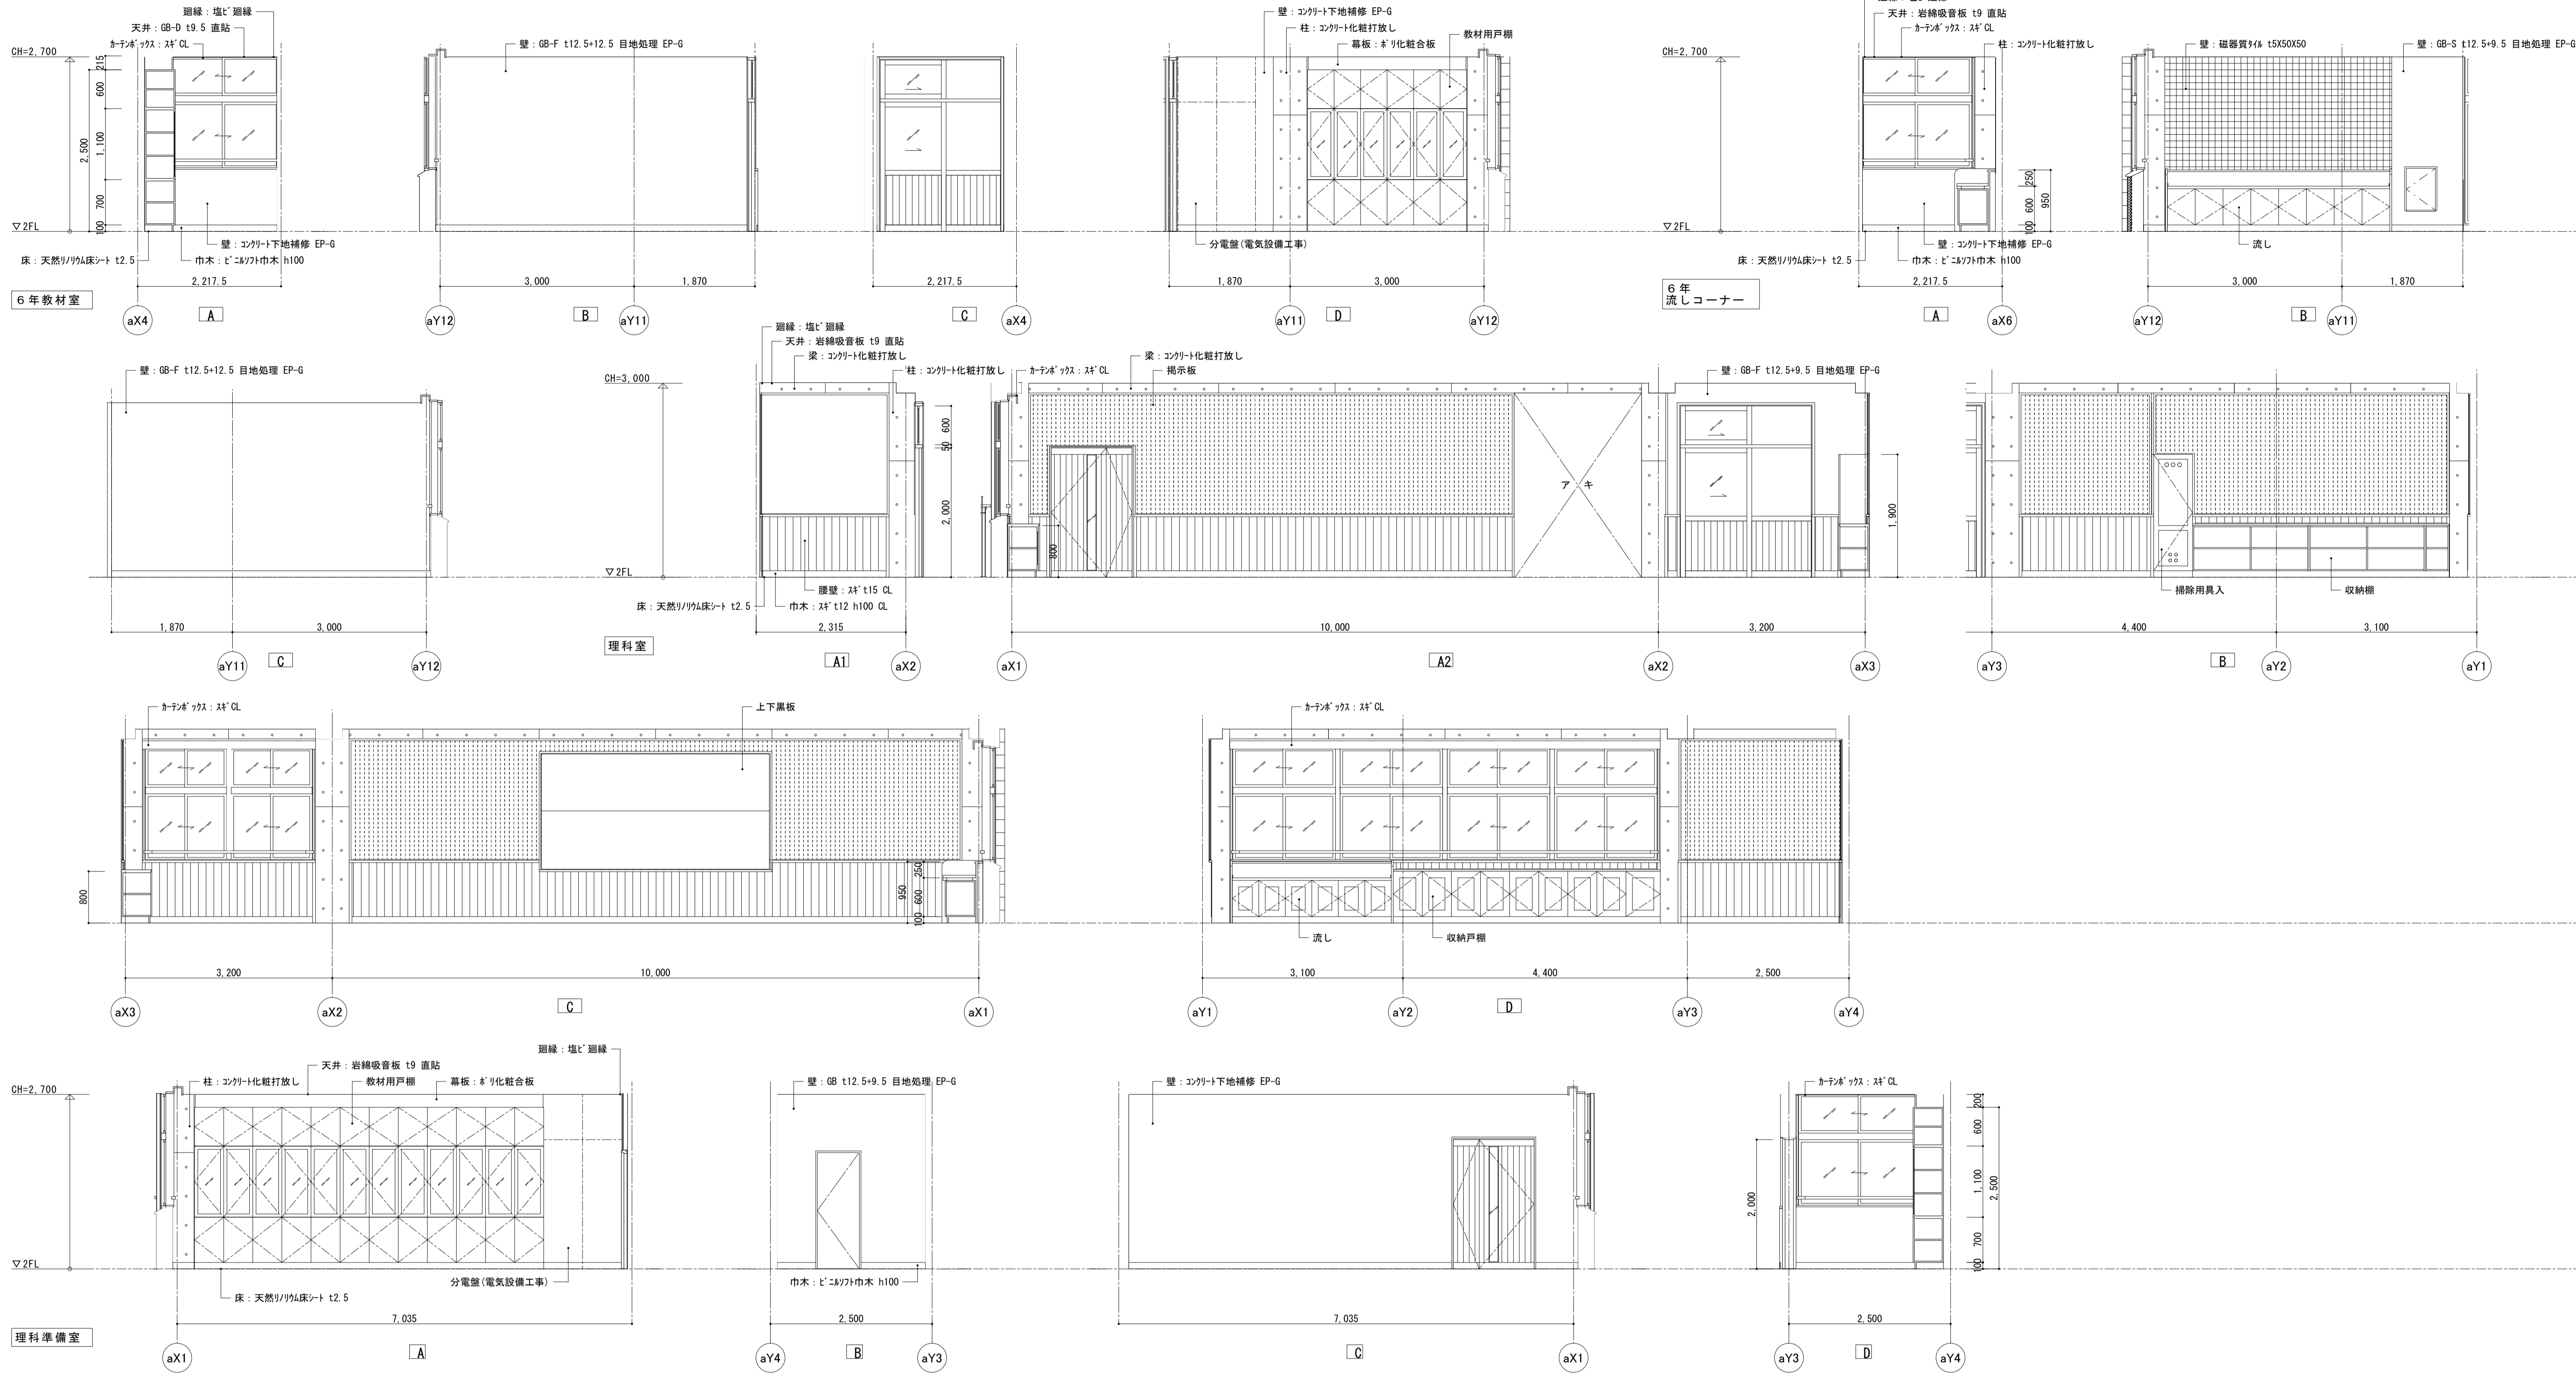 廻縁：塩ビ廻縁
天井：GB-D t9.5 直貼
カーテンボックス：スギCL
CH=2,700
215
600
1,100
2,500
700
100
▽2FL
壁：コンクリート下地補修 EP-G
床：天然リノリウム床シート t2.5
巾木：ビニルソフト巾木 h100
2,217.5
6年教材室
A
aX4
壁：GB-F t12.5+12.5 目地処理 EP-G
3,000
1,870
aY12
B
aY11
2,217.5
C
aX4
壁：コンクリート下地補修 EP-G
柱：コンクリート化粧打放し
幕板：ポリ化粧合板
教材用戸棚
分電盤(電気設備工事)
1,870
3,000
aY11
D
aY12
天井：岩綿吸音板 t9 直貼
カーテンボックス：スギCL
CH=2,700
柱：コンクリート化粧打放し
250
600
950
100
▽2FL
壁：コンクリート下地補修 EP-G
床：天然リノリウム床シート t2.5
巾木：ビニルソフト巾木 h100
2,217.5
6年
流しコーナー
A
aX6
壁：磁器質タイル t5X50X50
壁：GB-S t12.5+9.5 目地処理 EP-G
流し
3,000
1,870
aY12
B
aY11
壁：GB-F t12.5+12.5 目地処理 EP-G
1,870
3,000
aY11
C
aY12
廻縁：塩ビ廻縁
天井：岩綿吸音板 t9 直貼
梁：コンクリート化粧打放し
柱：コンクリート化粧打放し
CH=3,000
600
50
2,000
▽2FL
腰壁：スギt15 CL
床：天然リノリウム床シート t2.5
巾木：スギt12 h100 CL
2,315
理科室
A1
aX2
カーテンボックス：スギCL
梁：コンクリート化粧打放し
掲示板
壁：GB-F t12.5+9.5 目地処理 EP-G
アキ
800
1,900
10,000
3,200
aX1
A2
aX2
aX3
掃除用具入
収納棚
4,400
3,100
aY3
B
aY2
aY1
カーテンボックス：スギCL
上下黒板
800
250
600
950
100
3,200
10,000
aX3
aX2
C
aX1
カーテンボックス：スギCL
流し
収納戸棚
3,100
4,400
2,500
aY1
aY2
D
aY3
aY4
廻縁：塩ビ廻縁
天井：岩綿吸音板 t9 直貼
柱：コンクリート化粧打放し
教材用戸棚
幕板：ポリ化粧合板
CH=2,700
▽2FL
分電盤(電気設備工事)
床：天然リノリウム床シート t2.5
7,035
理科準備室
aX1
A
壁：GB t12.5+9.5 目地処理 EP-G
巾木：ビニルソフト巾木 h100
2,500
aY4
B
aY3
壁：コンクリート下地補修 EP-G
7,035
C
aX1
カーテンボックス：スギCL
200
600
1,100
2,500
2,000
700
100
2,500
aY3
D
aY4